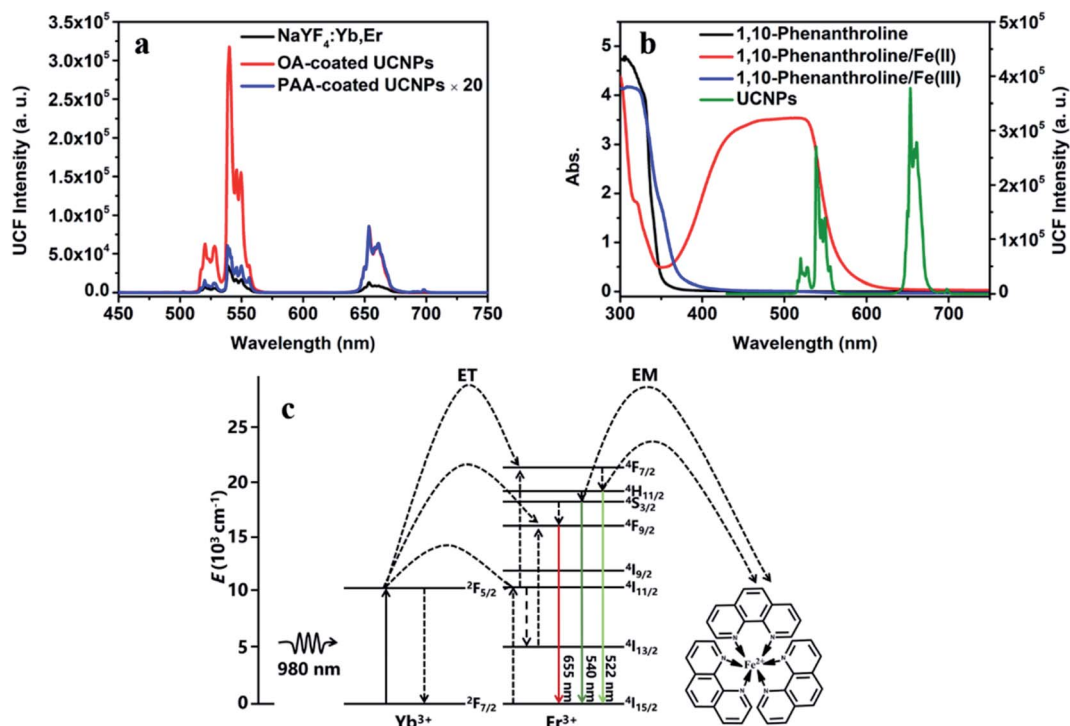 a
NaYF₄:Yb,Er
OA-coated UCNPs
PAA-coated UCNPs × 20
UCF Intensity (a. u.)
3.5x10⁵
3.0x10⁵
2.5x10⁵
2.0x10⁵
1.5x10⁵
1.0x10⁵
5.0x10⁴
0.0
450 500 550 600 650 700 750
Wavelength (nm)
b
1,10-Phenanthroline
1,10-Phenanthroline/Fe(II)
1,10-Phenanthroline/Fe(III)
UCNPs
Abs.
5
4
3
2
1
0
300 400 500 600 700
Wavelength (nm)
5x10⁵
4x10⁵
3x10⁵
2x10⁵
1x10⁵
0
UCF Intensity (a. u.)
c
ET
EM
E (10³ cm⁻¹)
25
20
15
10
5
0
980 nm
²F₅/₂
²F₇/₂
Yb³⁺
⁴F₇/₂
⁴H₁₁/₂
⁴S₃/₂
⁴F₉/₂
⁴I₉/₂
⁴I₁₁/₂
⁴I₁₃/₂
⁴I₁₅/₂
655 nm
540 nm
522 nm
Er³⁺
N N
N Fe²⁺ N
N N